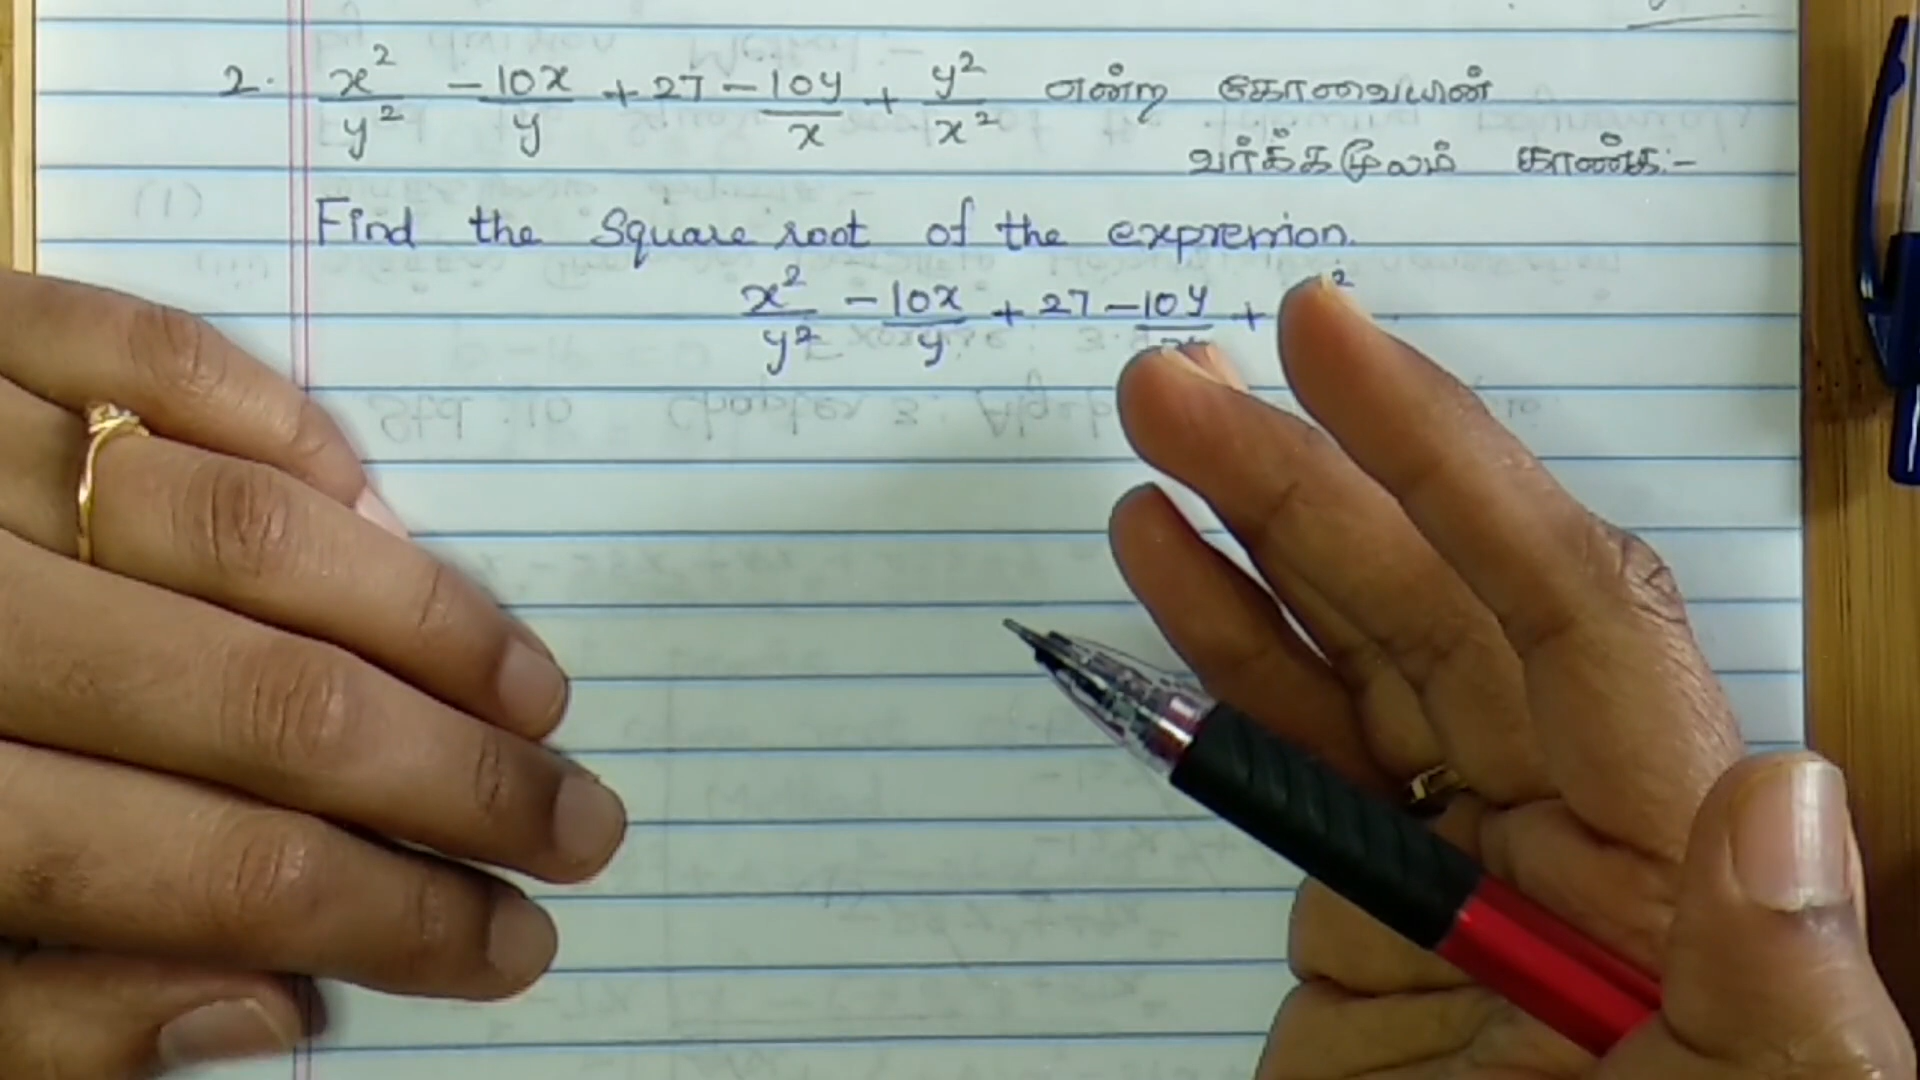 2. x²/y² - 10x/y + 27 - 10y/x + y²/x² என்ற கோவையின்
வர்க்கமூலம் காண்க:-
Find the Square root of the expression.
x²/y² - 10x/y + 27 - 10y/x +